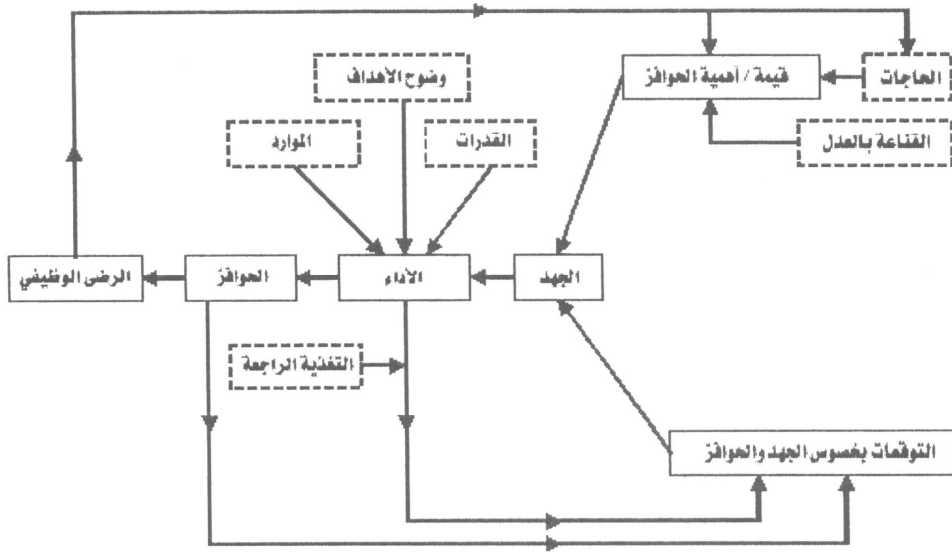 وضوح الأهداف
قيمة / أهمية الحوافز
الحاجات
القناعة بالعدل
القدرات
الموارد
الجهد
الأداء
الحوافز
الرضى الوظيفي
التغذية الراجعة
التوقعات بخصوص الجهد والحوافز